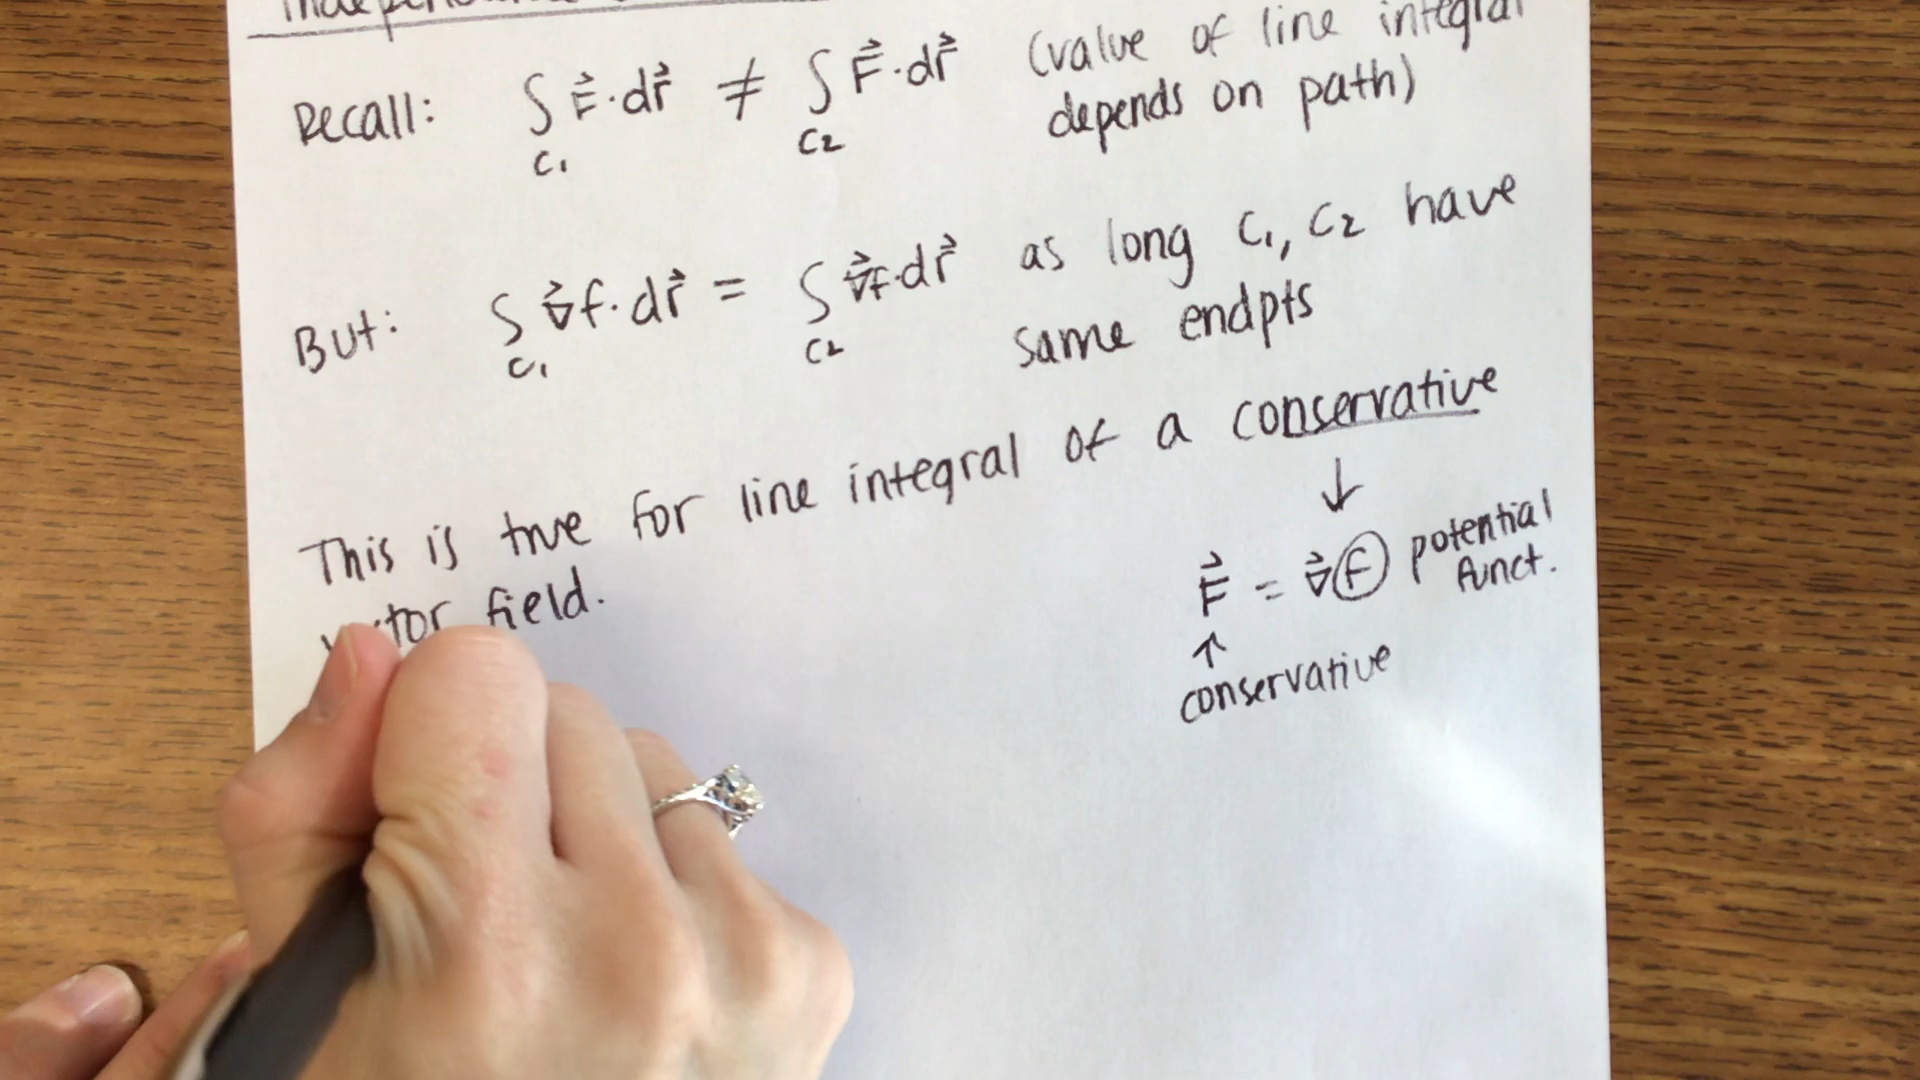 Recall: ∫ F⃗·dr⃗ ≠ ∫ F⃗·dr⃗ (value of line integral
C₁ C₂ depends on path)
But: ∫ ∇⃗f·dr⃗ = ∫ ∇⃗f·dr⃗ as long C₁, C₂ have
C₁ C₂ same endpts
This is true for line integral of a conservative
↓
vector field.
F⃗ = ∇⃗f potential
funct.
↑
conservative